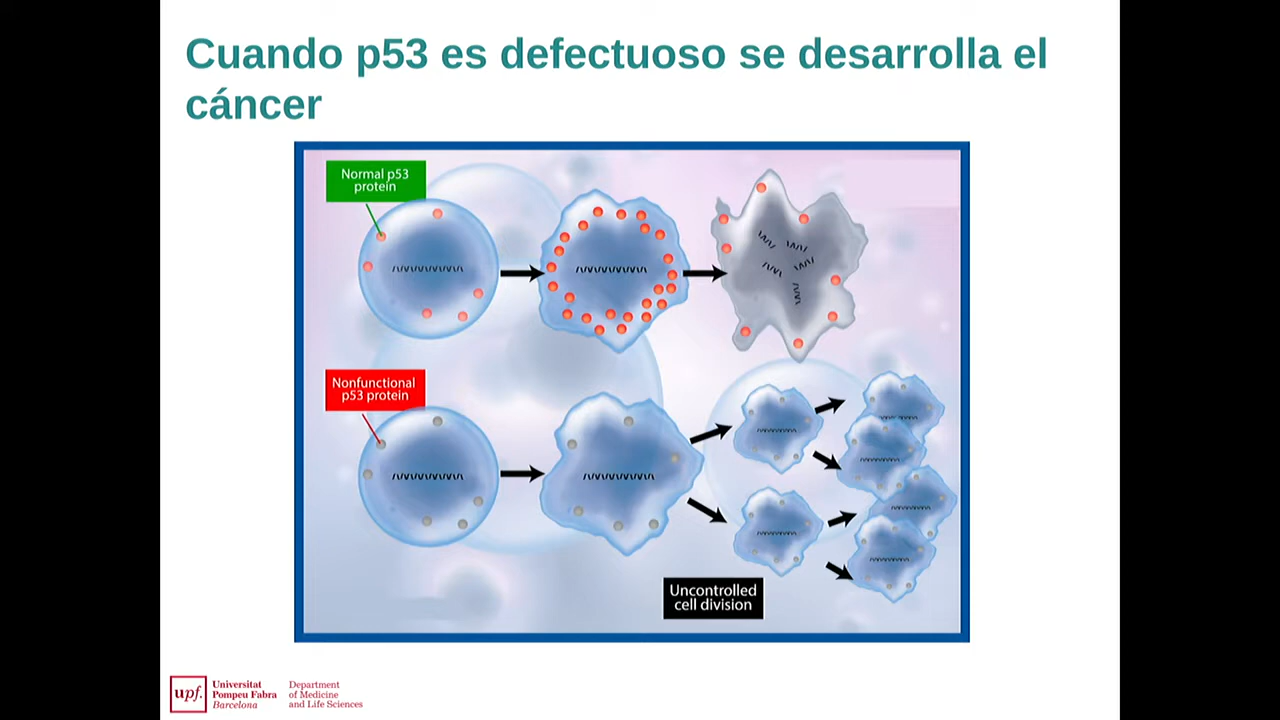 Cuando p53 es defectuoso se desarrolla el
cáncer
Normal p53
protein
Nonfunctional
p53 protein
Uncontrolled
cell division
upf.
Universitat
Pompeu Fabra
Barcelona
Department
of Medicine
and Life Sciences